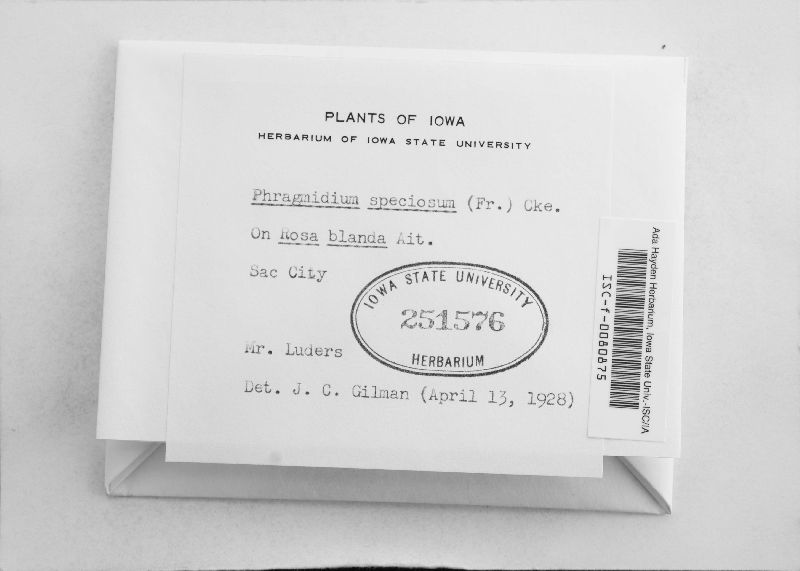 PLANTS OF IOWA
HERBARIUM OF IOWA STATE UNIVERSITY
Phragmidium speciosum (Fr.) Cke.
On Rosa blanda Ait.
Sac City
IOWA STATE UNIVERSITY
251576
HERBARIUM
Mr. Luders
Det. J. C. Gilman (April 13, 1928)
Ada Hayden Herbarium, Iowa State Univ.-ISC/IA
ISC-f-0080875